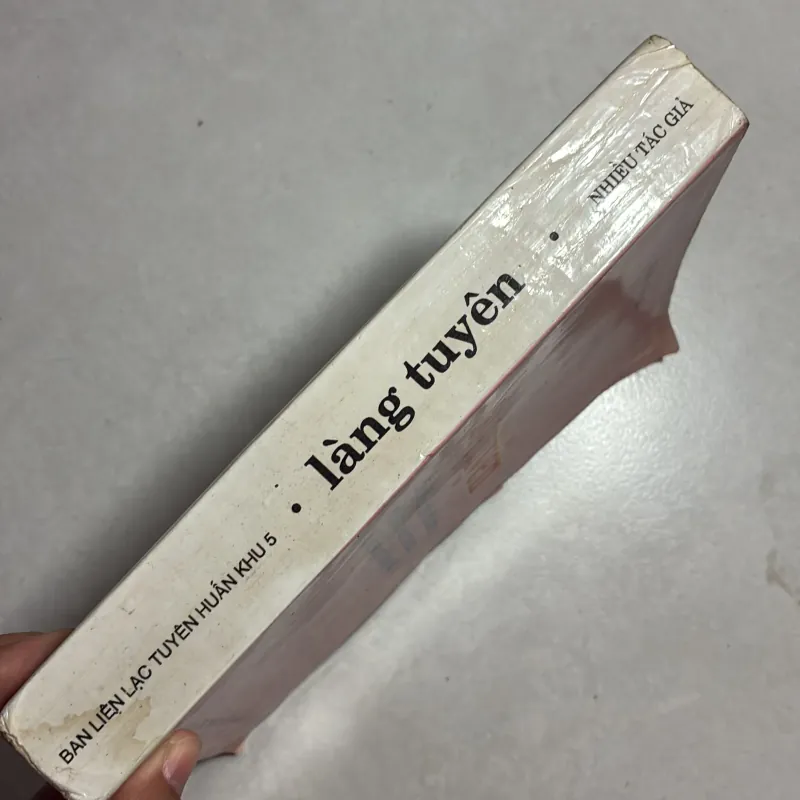 BAN LIÊN LẠC TUYÊN HUẤN KHU 5 • làng tuyên • NHIỀU TÁC GIẢ